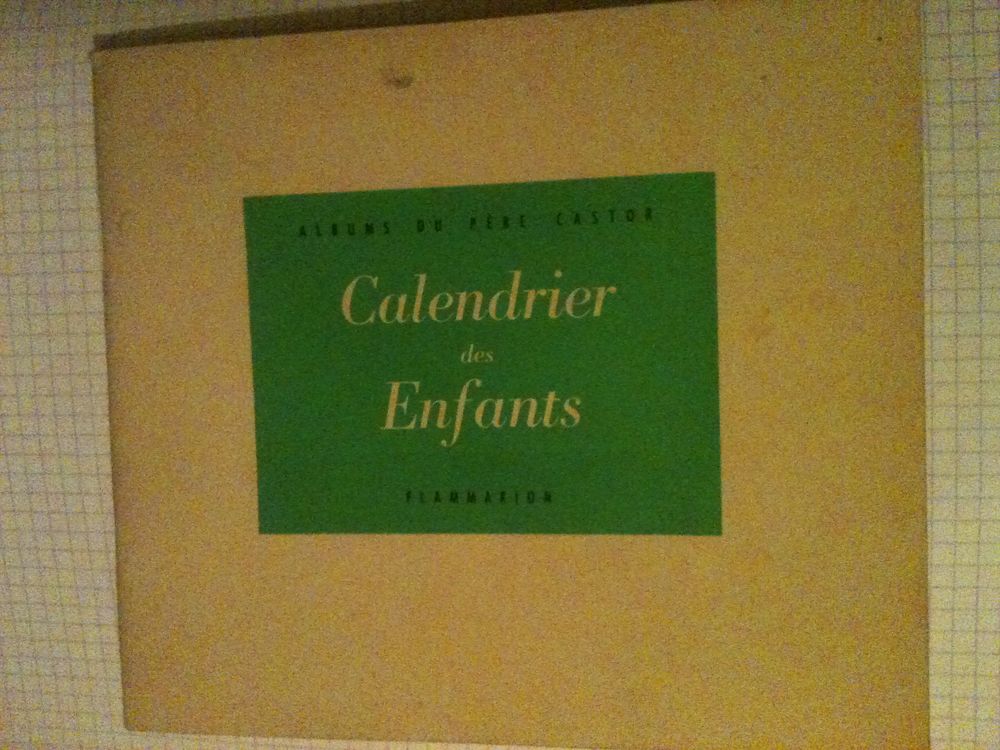 ALBUMS DU PÈRE CASTOR
Calendrier
des
Enfants
FLAMMARION